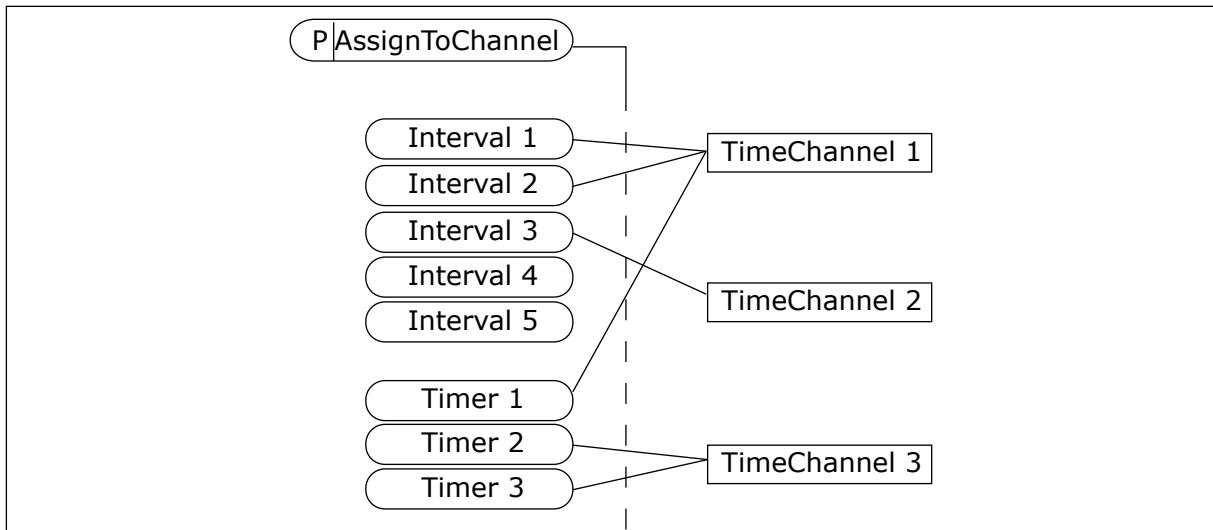 P AssignToChannel
Interval 1
TimeChannel 1
Interval 2
Interval 3
Interval 4
TimeChannel 2
Interval 5
Timer 1
Timer 2
TimeChannel 3
Timer 3